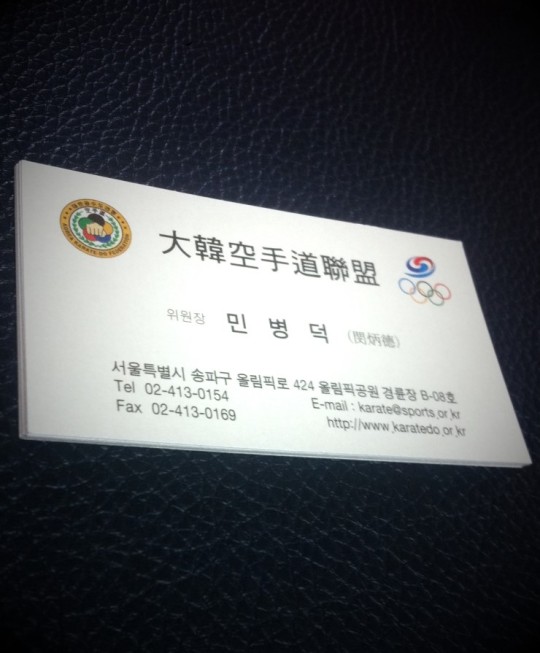 大韓空手道聯盟
위원장 민 병 덕 (閔炳德)
서울특별시 송파구 올림픽로 424 올림픽공원 경륜장 B-08호
Tel 02-413-0154
E-mail : karate@sports.or.kr
Fax 02-413-0169
http://www.karatedo.or.kr